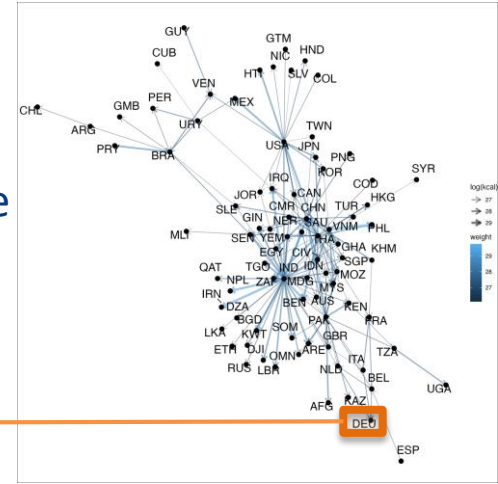 GUY
GTM
CUB
NIC HND
VEN
HTI SLV COL
PER
MEX
CHL
GMB
URY
ARG
TWN
PRY
USA JPN
BRA
PNG
KOR
SYR
IRQ
COD
JOR CAN
HKG
SLE CMR CHN TUR
GIN NER SAU
VNM PHL
MLI
SEN YEM THA
GHA KHM
EGY CIV
SGP
QAT TGO IND IDN
NPL ZAF MDG MOZ
IRN
MYS
DZA
BEN AUS KEN
BGD
PAK FRA
LKA KWT SOM
GBR
ETH DJI OMN ARE
TZA
ITA
RUS LBR
NLD
BEL
UGA
AFG KAZ
DEU
ESP
log(kcal)
27
28
29
weight
29
28
27
e